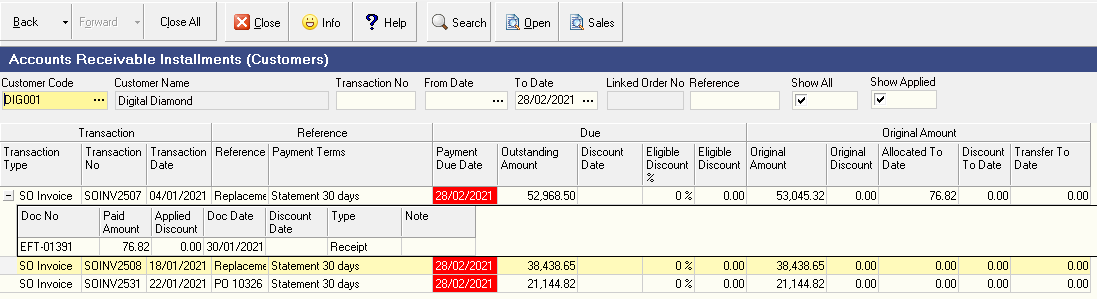 Back Forward Close All Close Info Help Search Open Sales
Accounts Receivable Installments (Customers)
Customer Code Customer Name Transaction No From Date To Date Linked Order No Reference Show All Show Applied
DIG001 ... Digital Diamond ... 28/02/2021 ...
Transaction Reference Due Original Amount
Transaction Type Transaction No Transaction Date Reference Payment Terms Payment Due Date Outstanding Amount Discount Date Eligible Discount % Eligible Discount Original Amount Original Discount Allocated To Date Discount To Date Transfer To Date
SO Invoice SOINV2507 04/01/2021 Replaceme Statement 30 days 28/02/2021 52,968.50 0 % 0.00 53,045.32 0.00 76.82 0.00 0.00
Doc No Paid Amount Applied Discount Doc Date Discount Date Type Note
EFT-01391 76.82 0.00 30/01/2021 Receipt
SO Invoice SOINV2508 18/01/2021 Replaceme Statement 30 days 28/02/2021 38,438.65 0 % 0.00 38,438.65 0.00 0.00 0.00 0.00
SO Invoice SOINV2531 22/01/2021 PO 10326 Statement 30 days 28/02/2021 21,144.82 0 % 0.00 21,144.82 0.00 0.00 0.00 0.00